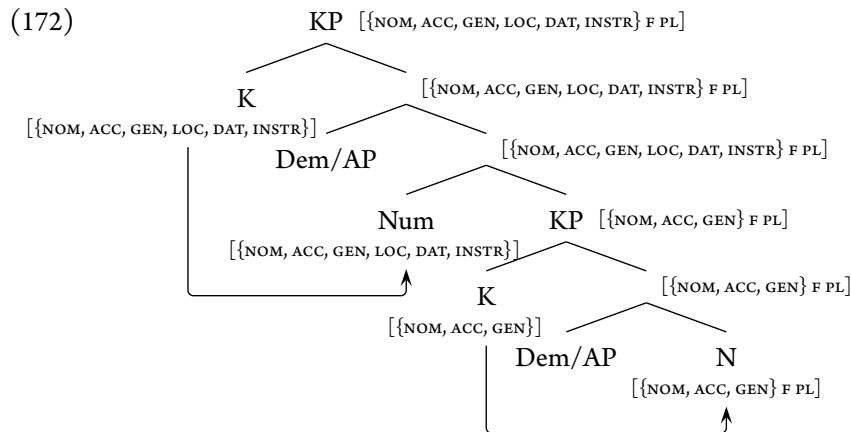 (172)
KP [{NOM, ACC, GEN, LOC, DAT, INSTR} F PL]
K
[{NOM, ACC, GEN, LOC, DAT, INSTR}]
[{NOM, ACC, GEN, LOC, DAT, INSTR} F PL]
Dem/AP
[{NOM, ACC, GEN, LOC, DAT, INSTR} F PL]
Num
[{NOM, ACC, GEN, LOC, DAT, INSTR}]
KP [{NOM, ACC, GEN} F PL]
K
[{NOM, ACC, GEN}]
[{NOM, ACC, GEN} F PL]
Dem/AP
N
[{NOM, ACC, GEN} F PL]